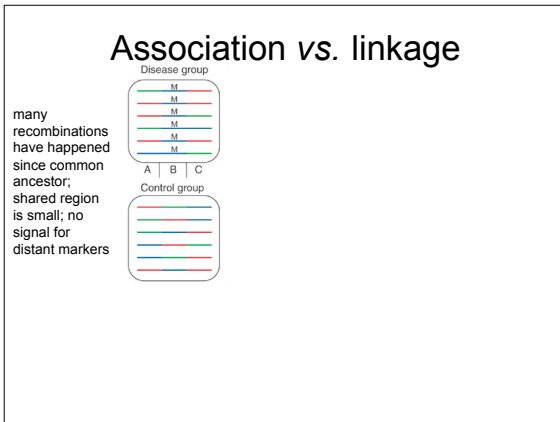 Association vs. linkage
Disease group
M
M
M
M
M
M
A B C
many
recombinations
have happened
since common
ancestor;
shared region
is small; no
signal for
distant markers
Control group